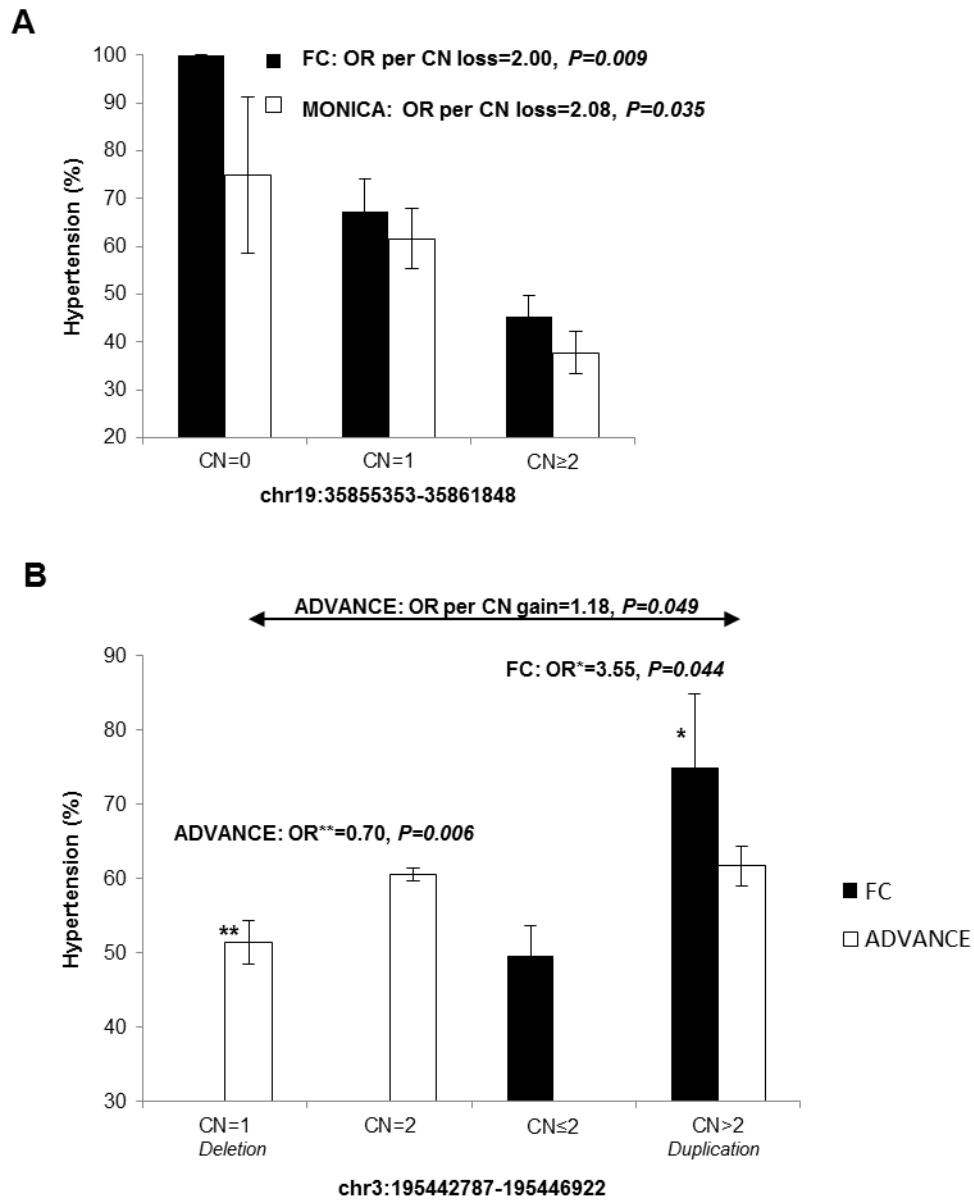 A
100
90
80
70
60
50
40
30
20
Hypertension (%)
FC: OR per CN loss=2.00, P=0.009
MONICA: OR per CN loss=2.08, P=0.035
CN=0 CN=1 CN≥2
chr19:35855353-35861848
B
ADVANCE: OR per CN gain=1.18, P=0.049
90
80
70
60
50
40
30
Hypertension (%)
FC: OR*=3.55, P=0.044
*
ADVANCE: OR**=0.70, P=0.006
**
FC
ADVANCE
CN=1 CN=2 CN≤2 CN>2
Deletion Duplication
chr3:195442787-195446922